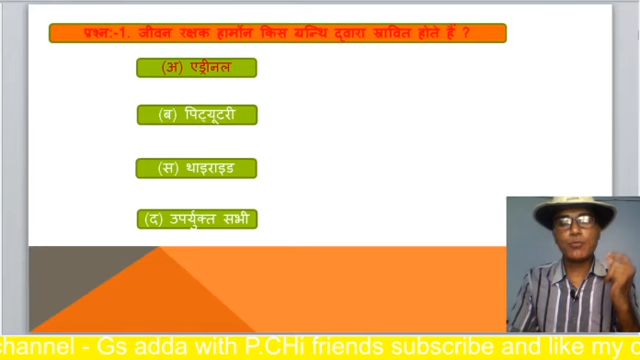 प्रश्न:-1. जीवन रक्षक हार्मोन किस ग्रन्थि द्वारा स्रावित होते हैं ?
(अ) एड्रीनल
(ब) पिट्यूटरी
(स) थाइराइड
(द) उपर्युक्त सभी
channel - Gs adda with P.CHi friends subscribe and like my